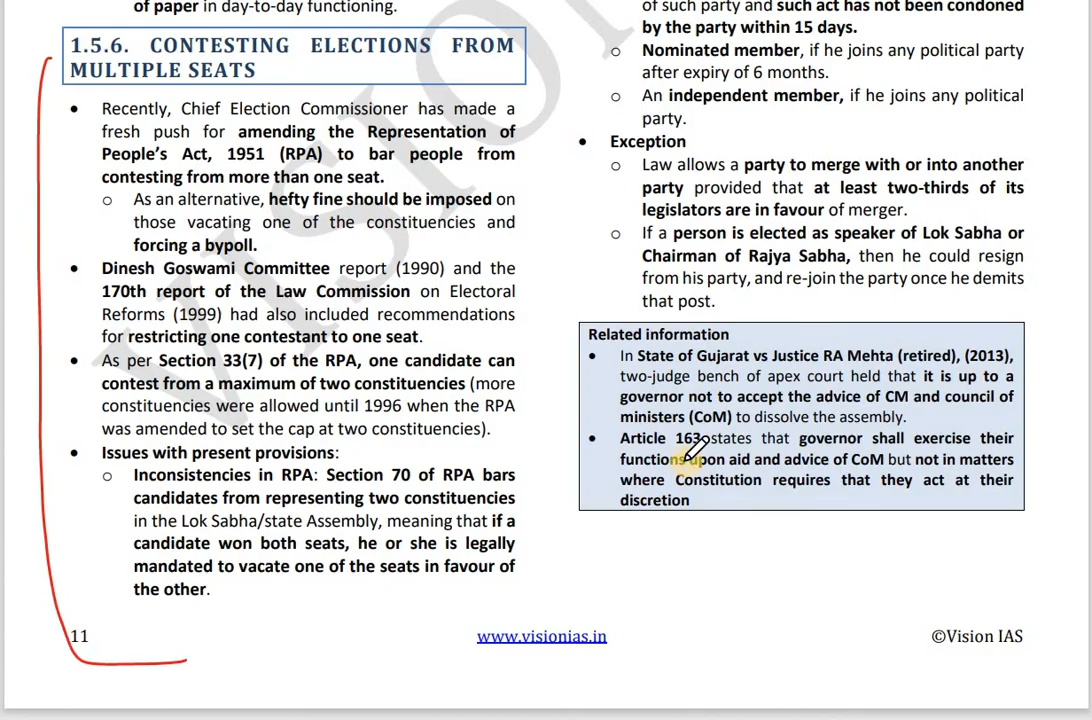 of paper in day-to-day functioning.
1.5.6. CONTESTING ELECTIONS FROM
MULTIPLE SEATS
• Recently, Chief Election Commissioner has made a
fresh push for amending the Representation of
People’s Act, 1951 (RPA) to bar people from
contesting from more than one seat.
o As an alternative, hefty fine should be imposed on
those vacating one of the constituencies and
forcing a bypoll.
• Dinesh Goswami Committee report (1990) and the
170th report of the Law Commission on Electoral
Reforms (1999) had also included recommendations
for restricting one contestant to one seat.
• As per Section 33(7) of the RPA, one candidate can
contest from a maximum of two constituencies (more
constituencies were allowed until 1996 when the RPA
was amended to set the cap at two constituencies).
• Issues with present provisions:
o Inconsistencies in RPA: Section 70 of RPA bars
candidates from representing two constituencies
in the Lok Sabha/state Assembly, meaning that if a
candidate won both seats, he or she is legally
mandated to vacate one of the seats in favour of
the other.
of such party and such act has not been condoned
by the party within 15 days.
o Nominated member, if he joins any political party
after expiry of 6 months.
o An independent member, if he joins any political
party.
• Exception
o Law allows a party to merge with or into another
party provided that at least two-thirds of its
legislators are in favour of merger.
o If a person is elected as speaker of Lok Sabha or
Chairman of Rajya Sabha, then he could resign
from his party, and re-join the party once he demits
that post.
Related information
• In State of Gujarat vs Justice RA Mehta (retired), (2013),
two-judge bench of apex court held that it is up to a
governor not to accept the advice of CM and council of
ministers (CoM) to dissolve the assembly.
• Article 163 states that governor shall exercise their
functions upon aid and advice of CoM but not in matters
where Constitution requires that they act at their
discretion
11 www.visionias.in ©Vision IAS
VISION